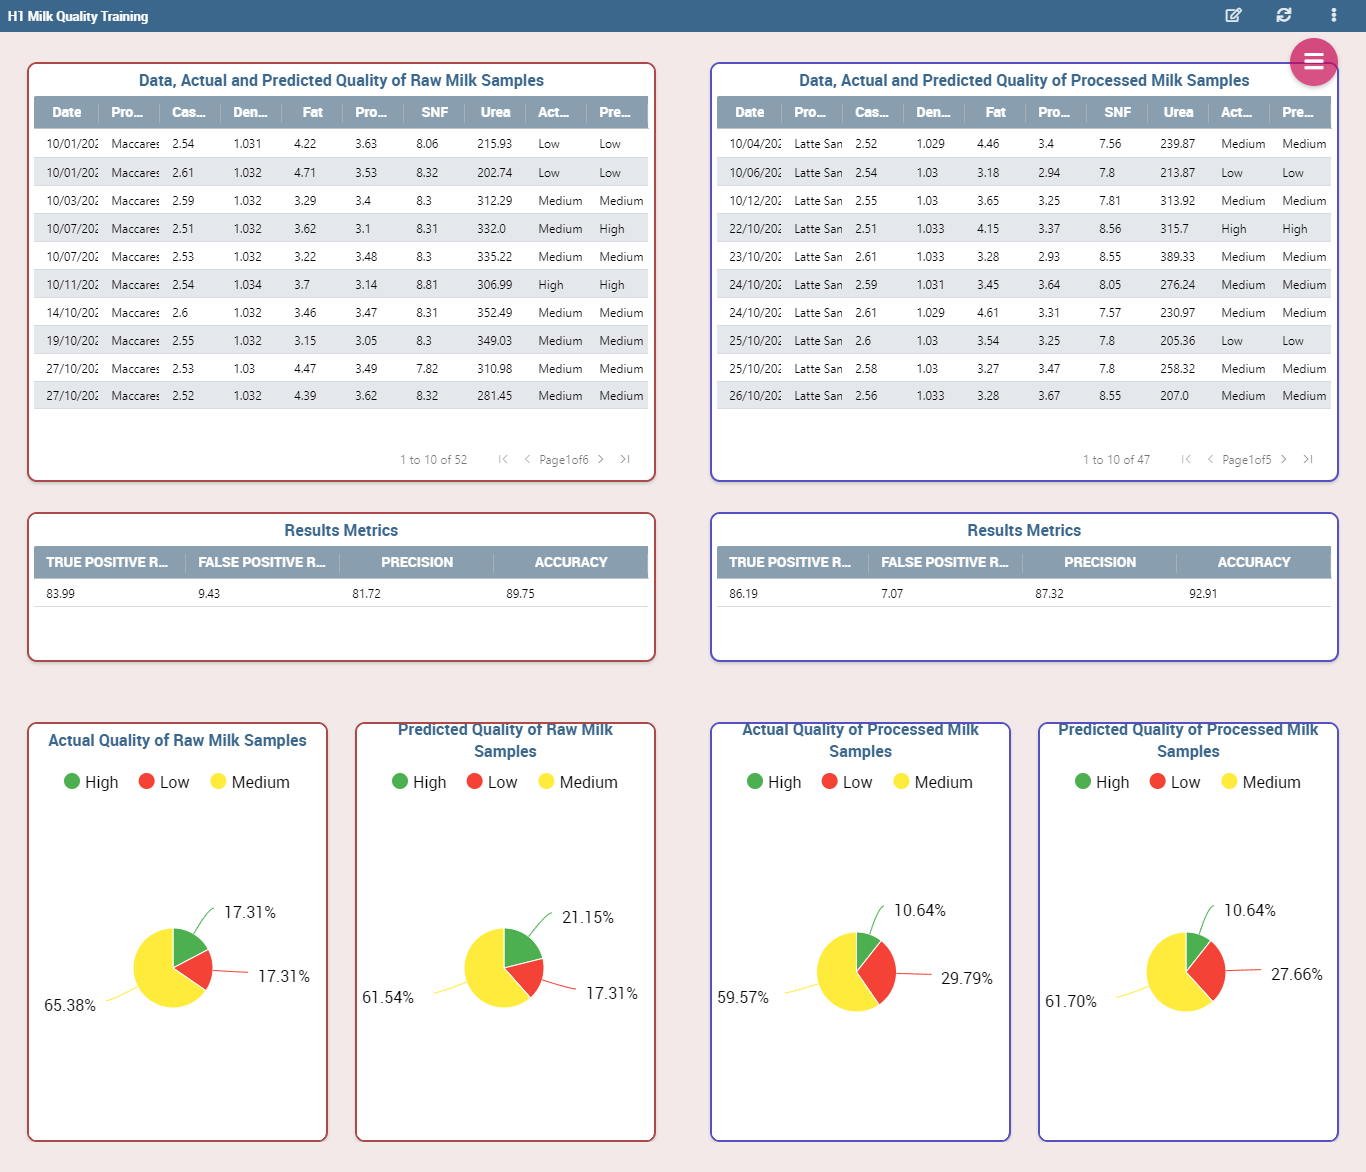 H1 Milk Quality Training
Data, Actual and Predicted Quality of Raw Milk Samples
Date Pro... Cas... Den... Fat Pro... SNF Urea Act... Pre...
10/01/202 Maccares 2.54 1.031 4.22 3.63 8.06 215.93 Low Low
10/01/202 Maccares 2.61 1.032 4.71 3.53 8.32 202.74 Low Low
10/03/202 Maccares 2.59 1.032 3.29 3.4 8.3 312.29 Medium Medium
10/07/202 Maccares 2.51 1.032 3.62 3.1 8.31 332.0 Medium High
10/07/202 Maccares 2.53 1.032 3.22 3.48 8.3 335.22 Medium Medium
10/11/202 Maccares 2.54 1.034 3.7 3.14 8.81 306.99 High High
14/10/202 Maccares 2.6 1.032 3.46 3.47 8.31 352.49 Medium Medium
19/10/202 Maccares 2.55 1.032 3.15 3.05 8.3 349.03 Medium Medium
27/10/202 Maccares 2.53 1.03 4.47 3.49 7.82 310.98 Medium Medium
27/10/202 Maccares 2.52 1.032 4.39 3.62 8.32 281.45 Medium Medium
1 to 10 of 52 Page1of6
Data, Actual and Predicted Quality of Processed Milk Samples
Date Pro... Cas... Den... Fat Pro... SNF Urea Act... Pre...
10/04/202 Latte San 2.52 1.029 4.46 3.4 7.56 239.87 Medium Medium
10/06/202 Latte San 2.54 1.03 3.18 2.94 7.8 213.87 Low Low
10/12/202 Latte San 2.55 1.03 3.65 3.25 7.81 313.92 Medium Medium
22/10/202 Latte San 2.51 1.033 4.15 3.37 8.56 315.7 High High
23/10/202 Latte San 2.61 1.033 3.28 2.93 8.55 389.33 Medium Medium
24/10/202 Latte San 2.59 1.031 3.45 3.64 8.05 276.24 Medium Medium
24/10/202 Latte San 2.61 1.029 4.61 3.31 7.57 230.97 Medium Medium
25/10/202 Latte San 2.6 1.03 3.54 3.25 7.8 205.36 Low Low
25/10/202 Latte San 2.58 1.03 3.27 3.47 7.8 258.32 Medium Medium
26/10/202 Latte San 2.56 1.033 3.28 3.67 8.55 207.0 Medium Medium
1 to 10 of 47 Page1of5
Results Metrics
TRUE POSITIVE R... FALSE POSITIVE R... PRECISION ACCURACY
83.99 9.43 81.72 89.75
Results Metrics
TRUE POSITIVE R... FALSE POSITIVE R... PRECISION ACCURACY
86.19 7.07 87.32 92.91
Actual Quality of Raw Milk Samples
High Low Medium
17.31%
17.31%
65.38%
Predicted Quality of Raw Milk
Samples
High Low Medium
21.15%
17.31%
61.54%
Actual Quality of Processed Milk
Samples
High Low Medium
10.64%
29.79%
59.57%
Predicted Quality of Processed Milk
Samples
High Low Medium
10.64%
27.66%
61.70%